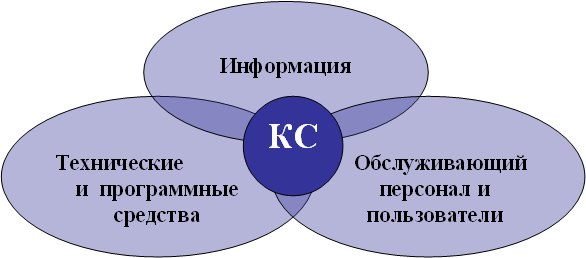 Информация
КС
Технические
и программные
средства
Обслуживающий
персонал и
пользователи